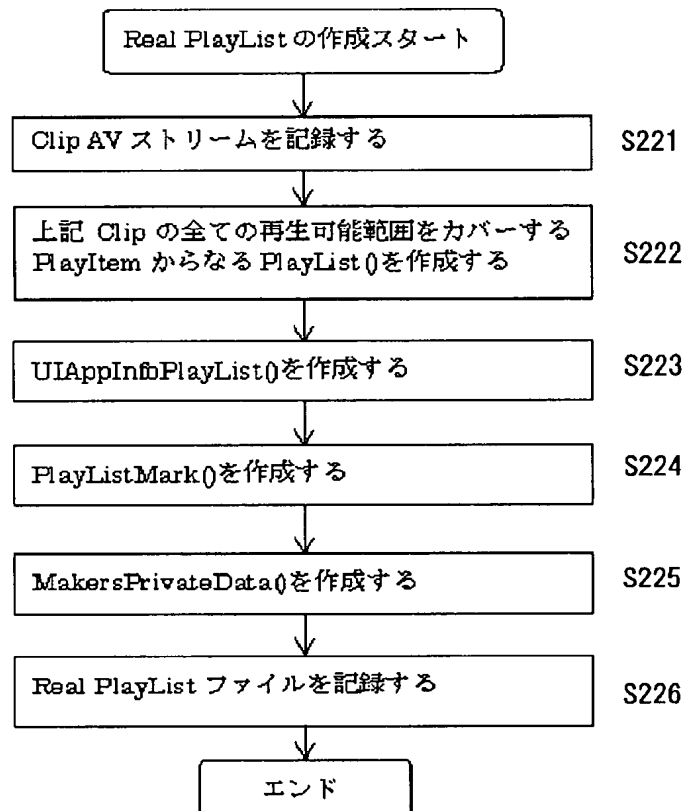 Real PlayList の作成スタート
Clip AV ストリームを記録する
S221
上記 Clip の全ての再生可能範囲をカバーする
PlayItem からなる PlayList ()を作成する
S222
UIAppInfoPlayList()を作成する
S223
PlayListMark()を作成する
S224
MakersPrivateData()を作成する
S225
Real PlayList ファイルを記録する
S226
エンド